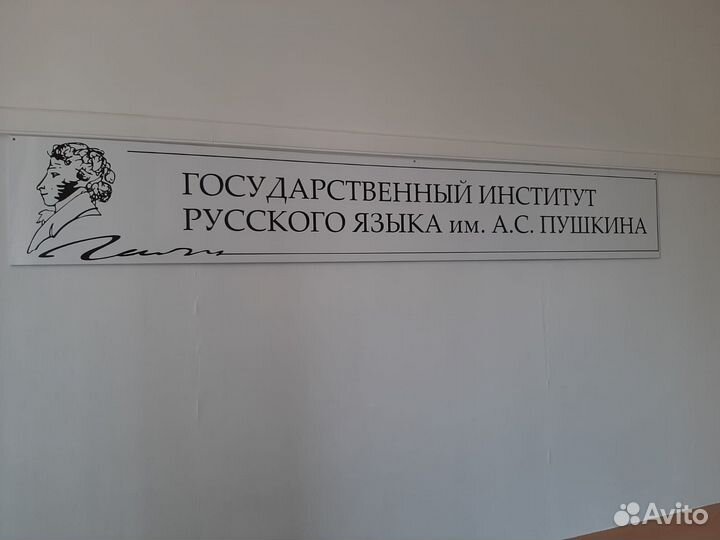 ГОСУДАРСТВЕННЫЙ ИНСТИТУТ
РУССКОГО ЯЗЫКА им. А.С. ПУШКИНА
Avito